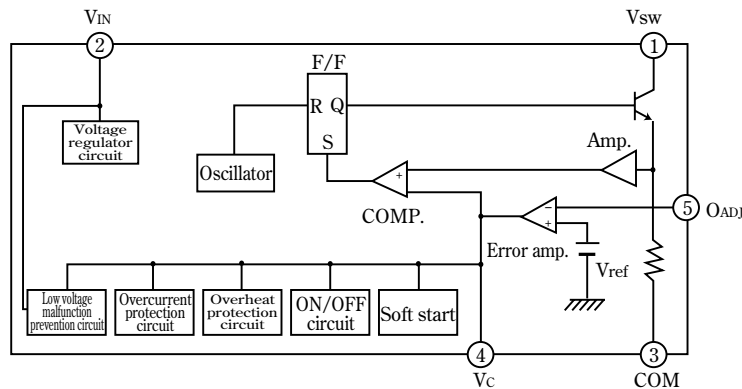 VIN
VSW
2
1
F/F
R Q
S
Voltage
regulator
circuit
Oscillator
Amp.
+
COMP.
−
+
5
OADJ
Error amp.
Vref
Low voltage
malfunction
prevention circuit
Overcurrent
protection
circuit
Overheat
protection
circuit
ON/OFF
circuit
Soft start
4
3
VC
COM